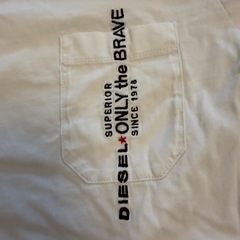 SUPERIOR
SINCE 1978
DIESEL★ONLY the BRAVE